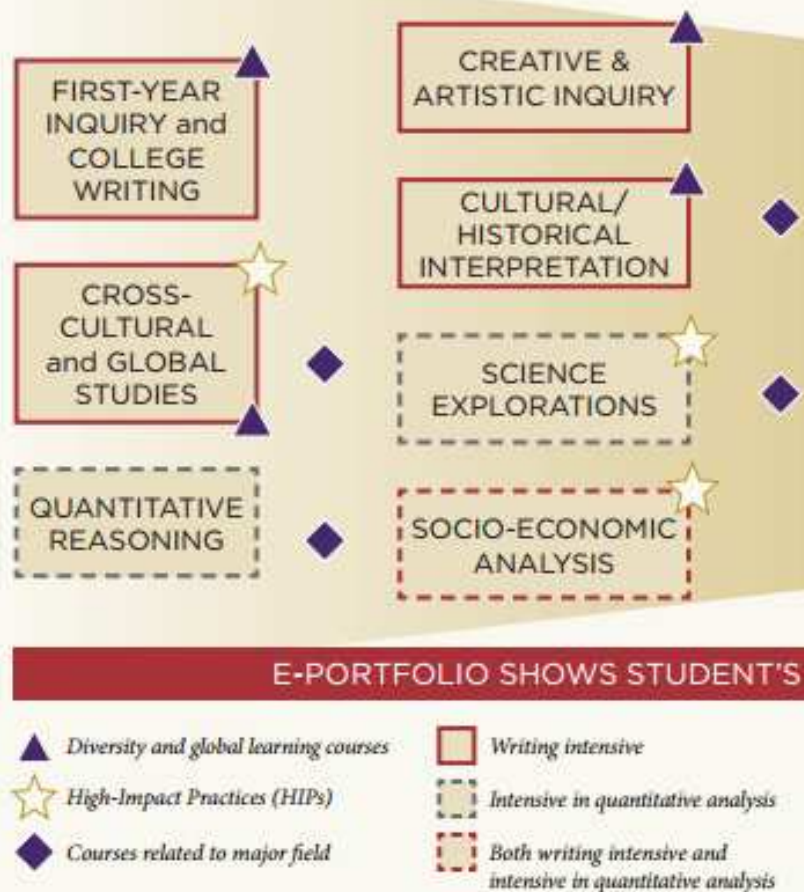 FIRST-YEAR
INQUIRY and
COLLEGE
WRITING
CROSS-
CULTURAL
and GLOBAL
STUDIES
QUANTITATIVE
REASONING
CREATIVE &
ARTISTIC INQUIRY
CULTURAL/
HISTORICAL
INTERPRETATION
SCIENCE
EXPLORATIONS
SOCIO-ECONOMIC
ANALYSIS
E-PORTFOLIO SHOWS STUDENT'S
Diversity and global learning courses
High-Impact Practices (HIPs)
Courses related to major field
Writing intensive
Intensive in quantitative analysis
Both writing intensive and
intensive in quantitative analysis